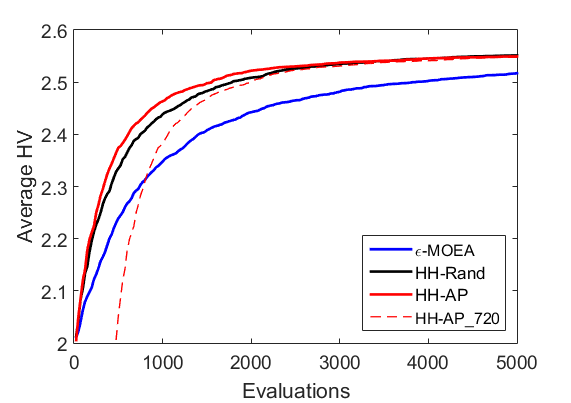 2.6
2.5
2.4
2.3
2.2
2.1
2
Average HV
0 1000 2000 3000 4000 5000
Evaluations
ϵ-MOEA
HH-Rand
HH-AP
HH-AP_720